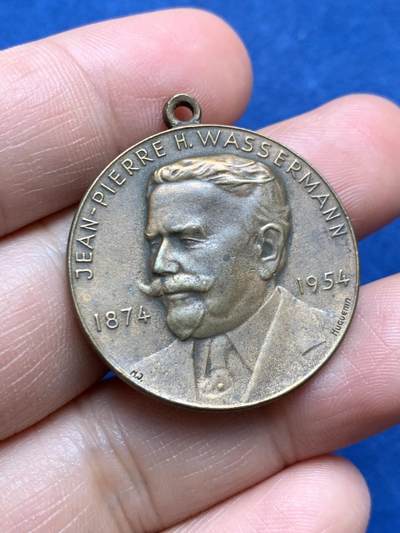 JEAN-PIERRE H. WASSERMANN
1874
1954
Huguenin